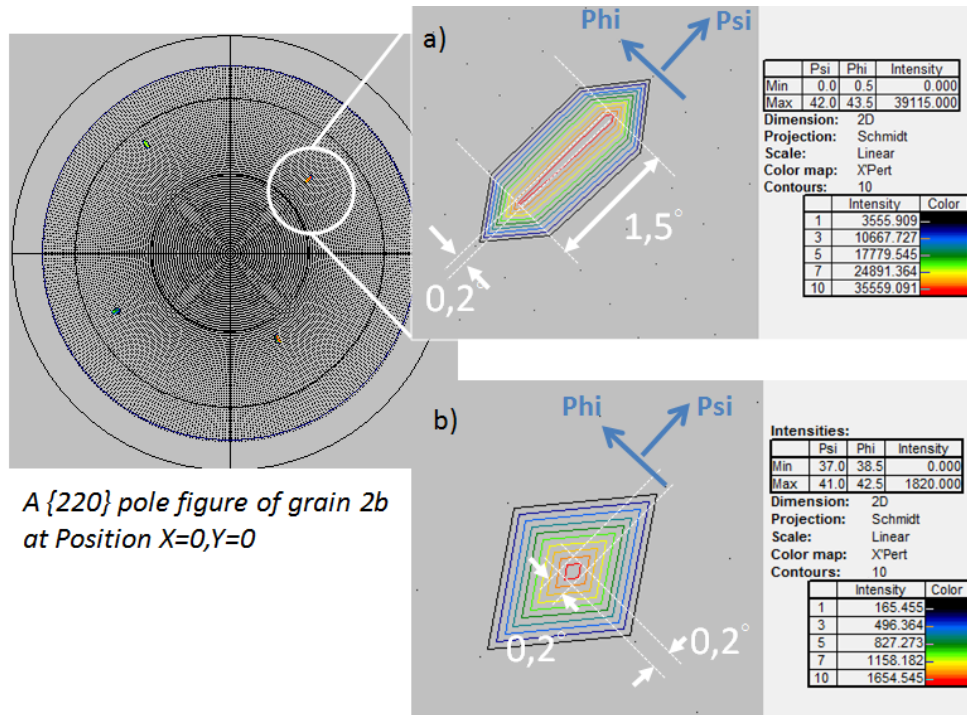 a)
Phi
Psi
1,5°
0,2°
Psi Phi Intensity
Min 0.0 0.5 0.000
Max 42.0 43.5 39115.000
Dimension: 2D
Projection: Schmidt
Scale: Linear
Color map: X'Pert
Contours: 10
Intensity Color
1 3555.909
3 10667.727
5 17779.545
7 24891.364
10 35559.091
A {220} pole figure of grain 2b
at Position X=0,Y=0
b)
Phi
Psi
0,2°
0,2°
Intensities:
Psi Phi Intensity
Min 37.0 38.5 0.000
Max 41.0 42.5 1820.000
Dimension: 2D
Projection: Schmidt
Scale: Linear
Color map: X'Pert
Contours: 10
Intensity Color
1 165.455
3 496.364
5 827.273
7 1158.182
10 1654.545